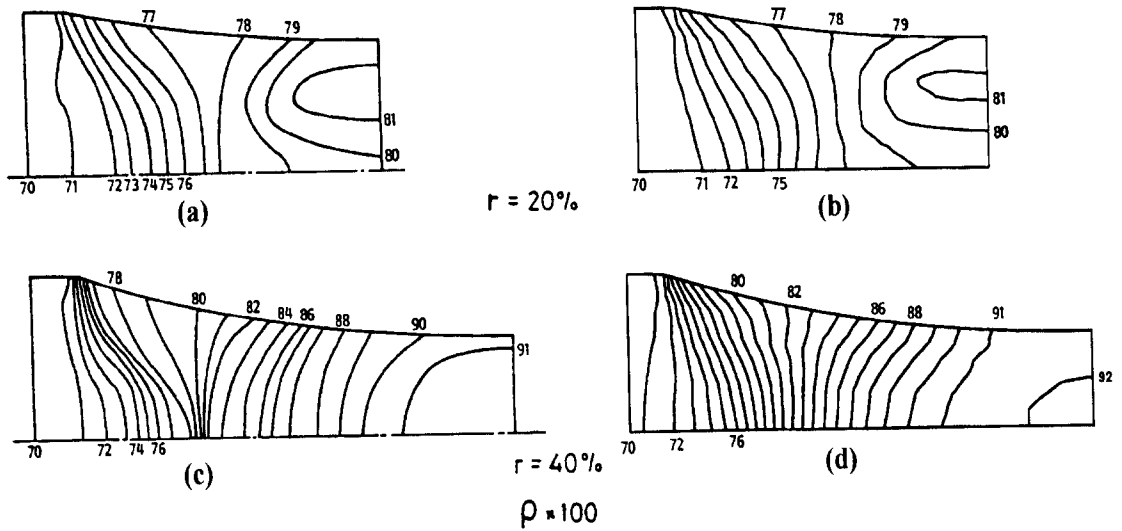 77 78 79
77 78 79
81
80
81
80
70 71 72 73 74 75 76
70 71 72 75
(a)
(b)
r = 20%
78 80 82 84 86 88 90
91
80 82 86 88 91
92
70 72 74 76
70 72 76
(c)
(d)
r = 40%
ρ × 100